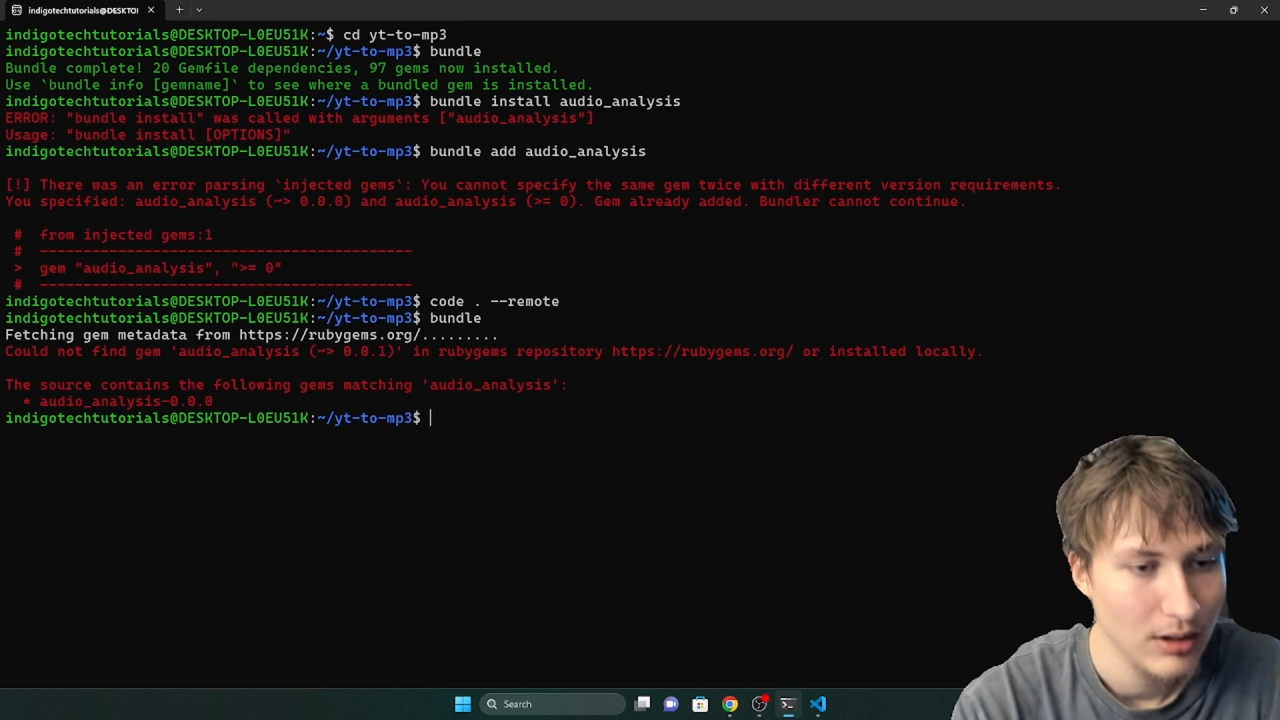 indigotechtutorials@DESKTOP-
indigotechtutorials@DESKTOP-L0EU51K:~$ cd yt-to-mp3
indigotechtutorials@DESKTOP-L0EU51K:~/yt-to-mp3$ bundle
Bundle complete! 20 Gemfile dependencies, 97 gems now installed.
Use `bundle info [gemname]` to see where a bundled gem is installed.
indigotechtutorials@DESKTOP-L0EU51K:~/yt-to-mp3$ bundle install audio_analysis
ERROR: "bundle install" was called with arguments ["audio_analysis"]
Usage: "bundle install [OPTIONS]"
indigotechtutorials@DESKTOP-L0EU51K:~/yt-to-mp3$ bundle add audio_analysis
[!] There was an error parsing `injected gems`: You cannot specify the same gem twice with different version requirements.
You specified: audio_analysis (~> 0.0.0) and audio_analysis (>= 0). Gem already added. Bundler cannot continue.
#  from injected gems:1
#  -------------------------------------------
>  gem "audio_analysis", ">= 0"
#  -------------------------------------------
indigotechtutorials@DESKTOP-L0EU51K:~/yt-to-mp3$ code . --remote
indigotechtutorials@DESKTOP-L0EU51K:~/yt-to-mp3$ bundle
Fetching gem metadata from https://rubygems.org/.........
Could not find gem 'audio_analysis (~> 0.0.1)' in rubygems repository https://rubygems.org/ or installed locally.
The source contains the following gems matching 'audio_analysis':
* audio_analysis-0.0.0
indigotechtutorials@DESKTOP-L0EU51K:~/yt-to-mp3$
Search